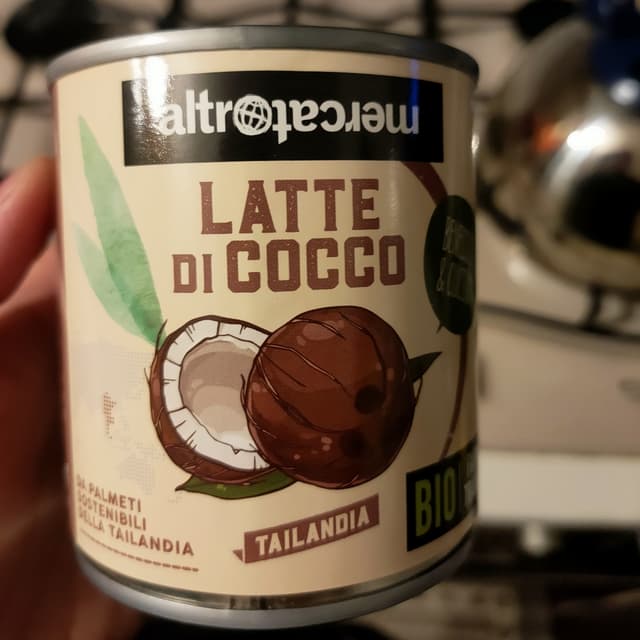 altromercato
LATTE
DI COCCO
DA PALMETI
SOSTENIBILI
DELLA TAILANDIA
TAILANDIA
BIO